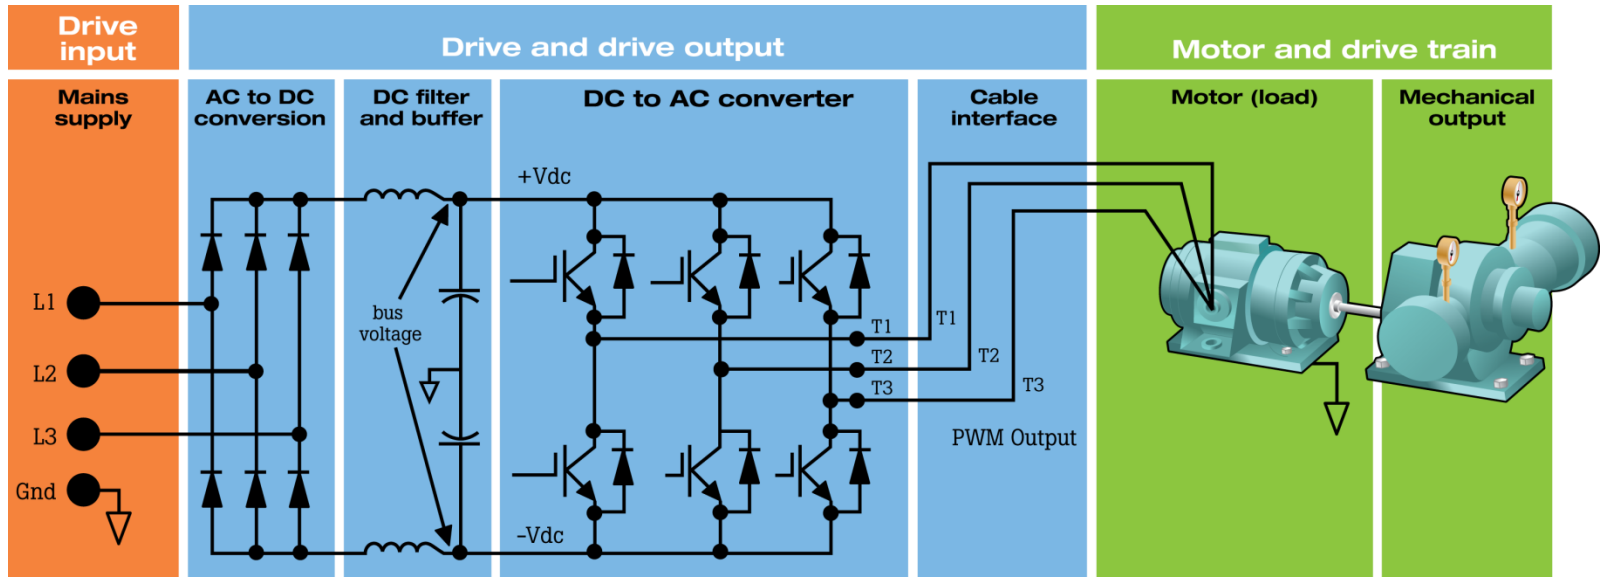 Drive
input
Drive and drive output
Motor and drive train
Mains
supply
AC to DC
conversion
DC filter
and buffer
DC to AC converter
Cable
interface
Motor (load)
Mechanical
output
+Vdc
L1
bus
voltage
T1
T1
L2
T2
T2
T3
T3
L3
PWM Output
Gnd
–Vdc